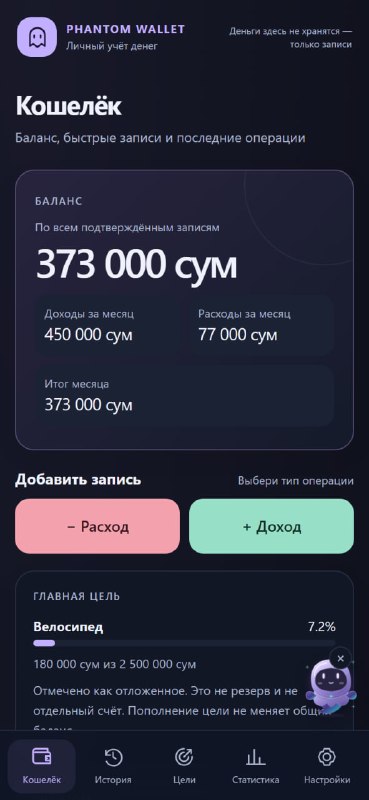 PHANTOM WALLET
Личный учёт денег
Деньги здесь не хранятся —
только записи
Кошелёк
Баланс, быстрые записи и последние операции
БАЛАНС
По всем подтверждённым записям
373 000 сум
Доходы за месяц
450 000 сум
Расходы за месяц
77 000 сум
Итог месяца
373 000 сум
Добавить запись
Выбери тип операции
− Расход
+ Доход
ГЛАВНАЯ ЦЕЛЬ
Велосипед
7.2%
180 000 сум из 2 500 000 сум
Отмечено как отложенное. Это не резерв и не
отдельный счёт. Пополнение цели не меняет общий
баланс.
Кошелёк
История
Цели
Статистика
Настройки